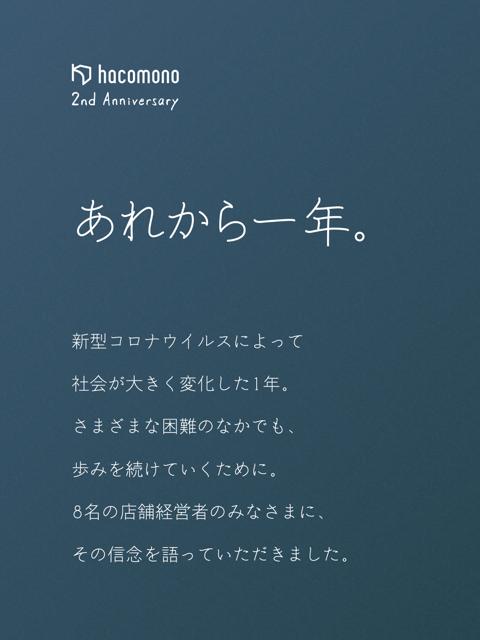 hacomono
2nd Anniversary
あれから一年。
新型コロナウイルスによって
社会が大きく変化した1年。
さまざまな困難のなかでも、
歩みを続けていくために。
8名の店舗経営者のみなさまに、
その信念を語っていただきました。